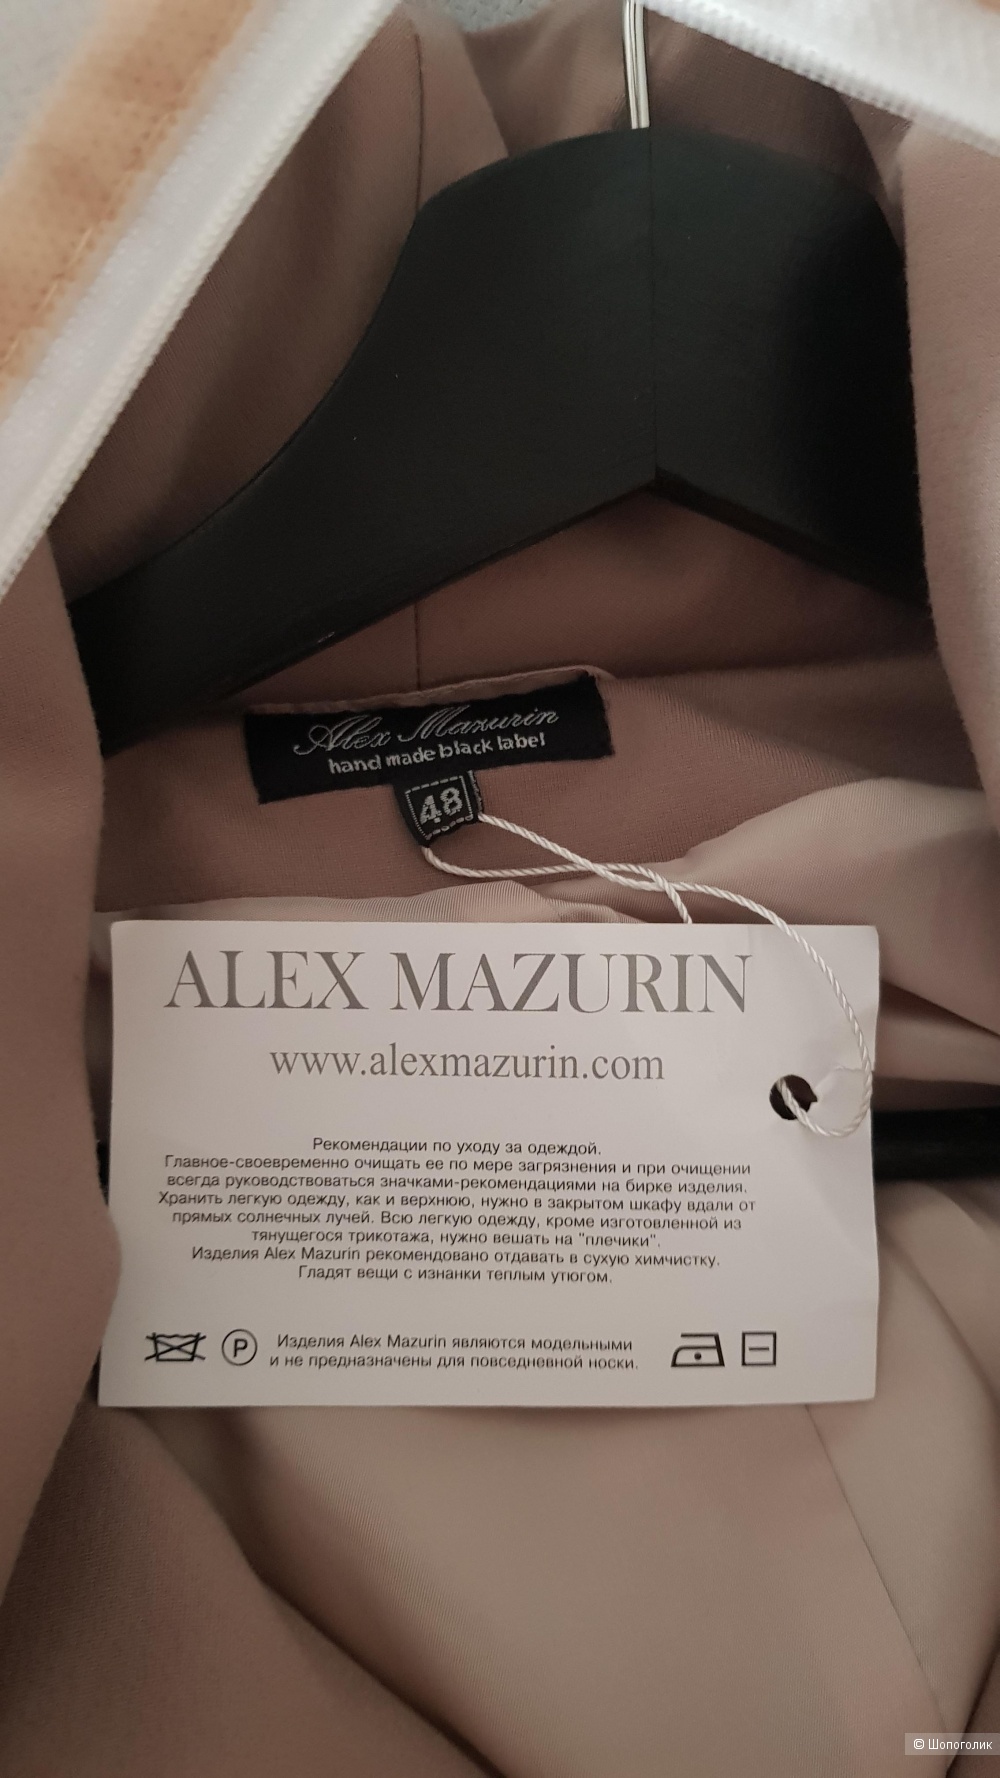 Alex Mazurin
hand made black label
48
ALEX MAZURIN
www.alexmazurin.com
Рекомендации по уходу за одеждой.
Главное-своевременно очищать ее по мере загрязнения и при очищении
всегда руководствоваться значками-рекомендациями на бирке изделия.
Хранить легкую одежду, как и верхнюю, нужно в закрытом шкафу вдали от
прямых солнечных лучей. Всю легкую одежду, кроме изготовленной из
тянущегося трикотажа, нужно вешать на "плечики".
Изделия Alex Mazurin рекомендовано отдавать в сухую химчистку.
Гладят вещи с изнанки теплым утюгом.
P
Изделия Alex Mazurin являются модельными
и не предназначены для повседневной носки.
© Шопоголик